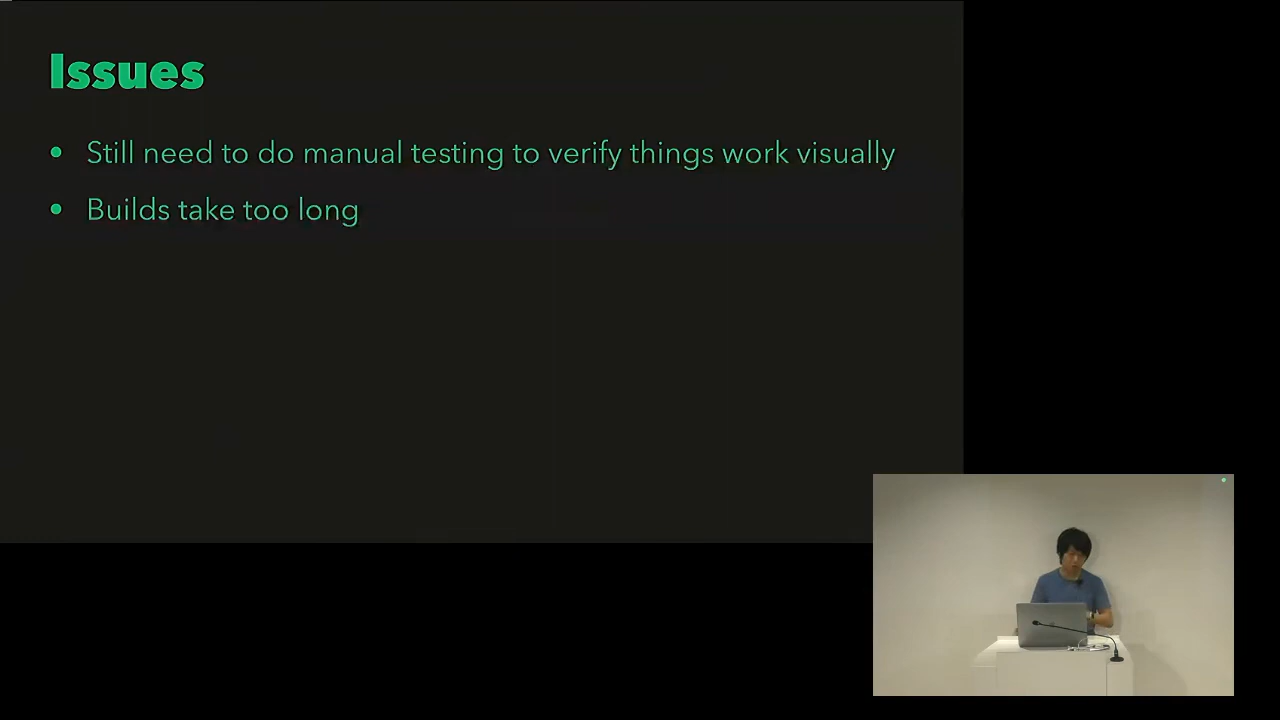 Issues
• Still need to do manual testing to verify things work visually
• Builds take too long